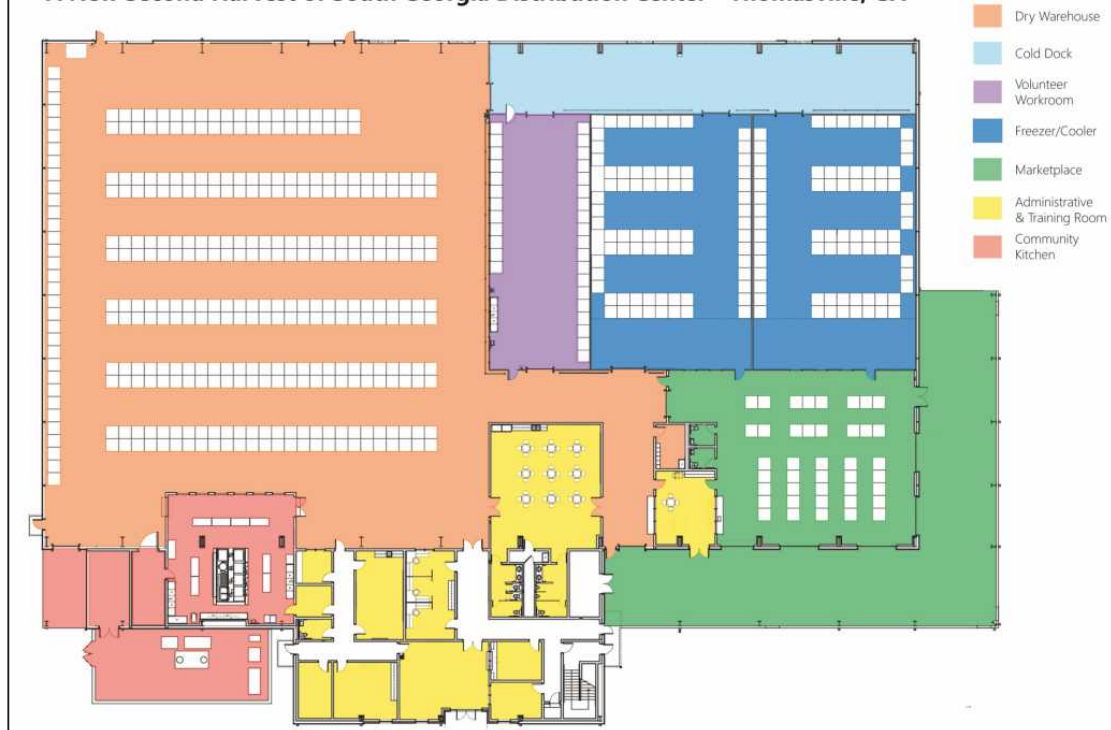 Second Harvest of South Georgia Distribution Center
Dry Warehouse
Cold Dock
Volunteer
Workroom
Freezer/Cooler
Marketplace
Administrative
& Training Room
Community
Kitchen